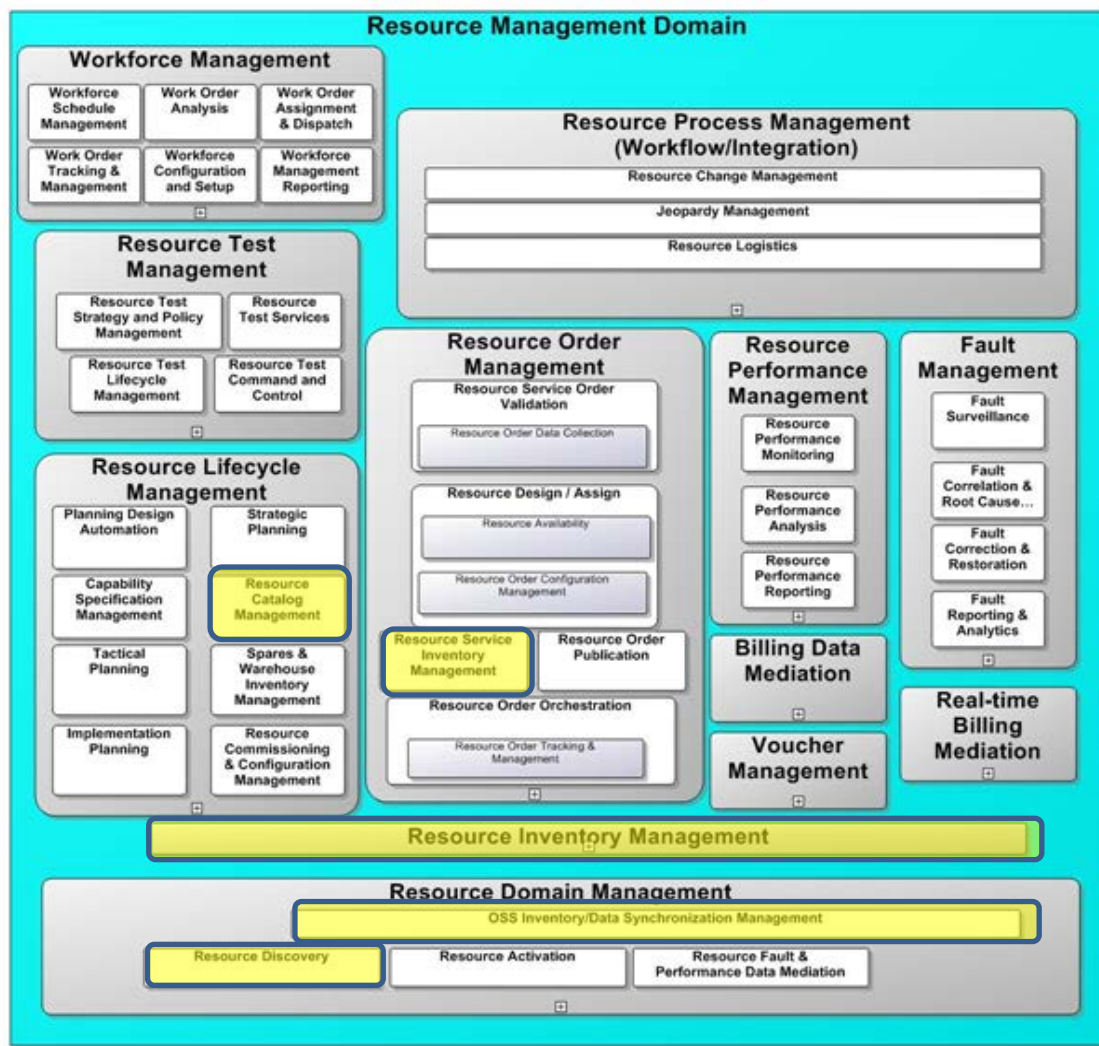 Resource Management Domain
Workforce Management
Workforce
Schedule
Management
Work Order
Analysis
Work Order
Assignment
& Dispatch
Work Order
Tracking &
Management
Workforce
Configuration
and Setup
Workforce
Management
Reporting
Resource Process Management
(Workflow/Integration)
Resource Change Management
Jeopardy Management
Resource Logistics
Resource Test
Management
Resource Test
Strategy and Policy
Management
Resource
Test Services
Resource Test
Lifecycle
Management
Resource Test
Command and
Control
Resource Lifecycle
Management
Planning Design
Automation
Strategic
Planning
Capability
Specification
Management
Resource
Catalog
Management
Tactical
Planning
Spares &
Warehouse
Inventory
Management
Implementation
Planning
Resource
Commissioning
& Configuration
Management
Resource Order
Management
Resource Service Order
Validation
Resource Order Data Collection
Resource Design / Assign
Resource Availability
Resource Order Configuration
Management
Resource Service
Inventory
Management
Resource Order
Publication
Resource Order Orchestration
Resource Order Tracking &
Management
Resource
Performance
Management
Resource
Performance
Monitoring
Resource
Performance
Analysis
Resource
Performance
Reporting
Fault
Management
Fault
Surveillance
Fault
Correlation &
Root Cause...
Fault
Correction &
Restoration
Fault
Reporting &
Analytics
Billing Data
Mediation
Voucher
Management
Real-time
Billing
Mediation
Resource Inventory Management
Resource Domain Management
OSS Inventory/Data Synchronization Management
Resource Discovery
Resource Activation
Resource Fault &
Performance Data Mediation